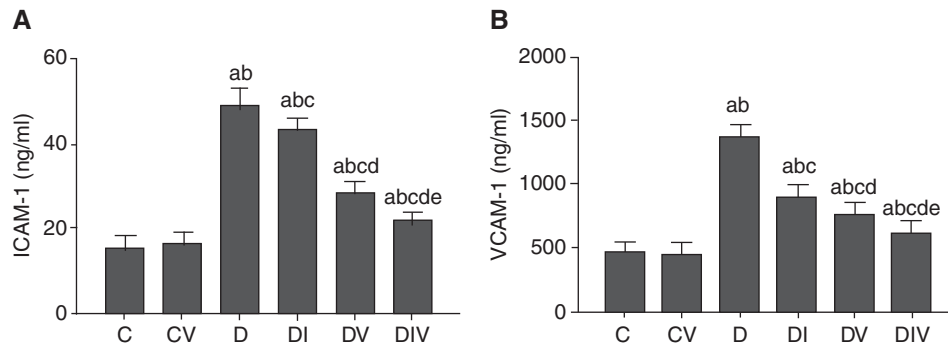 A
ICAM-1 (ng/ml)
60
40
20
0
ab
abc
abcd
abcde
C CV D DI DV DIV
B
VCAM-1 (ng/ml)
2000
1500
1000
500
0
ab
abc
abcd
abcde
C CV D DI DV DIV